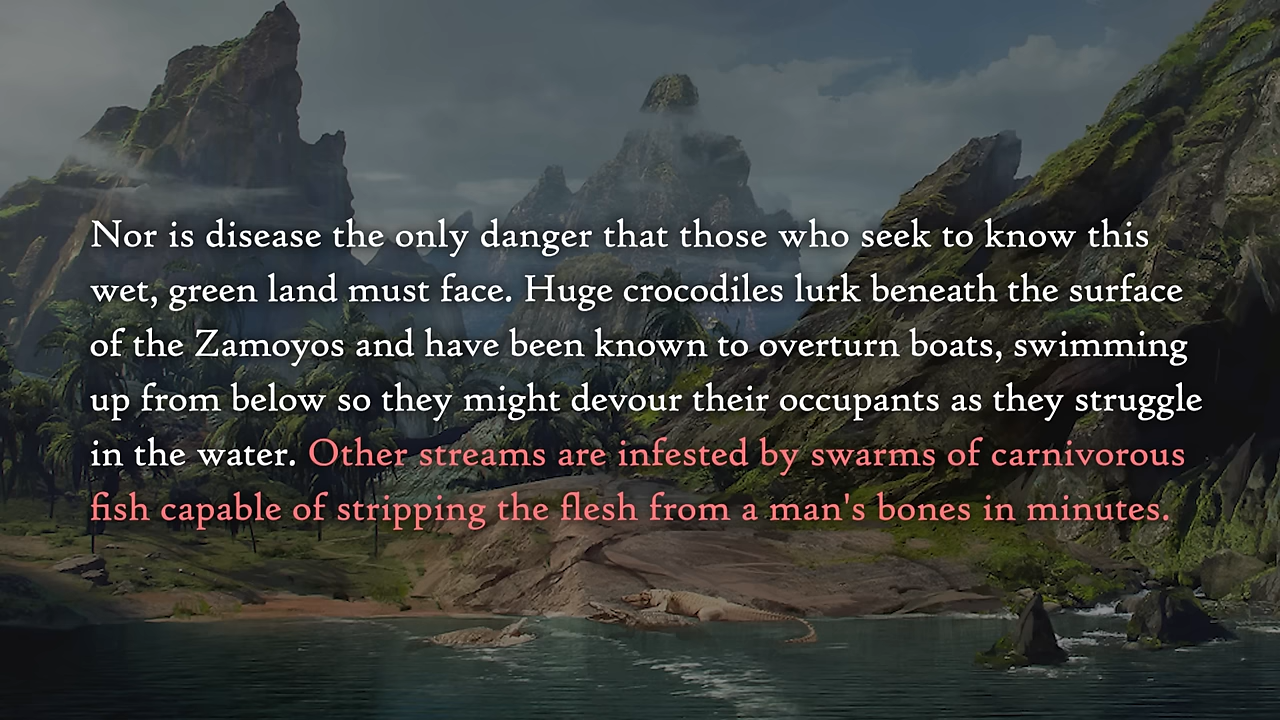 Nor is disease the only danger that those who seek to know this
wet, green land must face. Huge crocodiles lurk beneath the surface
of the Zamoyos and have been known to overturn boats, swimming
up from below so they might devour their occupants as they struggle
in the water. Other streams are infested by swarms of carnivorous
fish capable of stripping the flesh from a man's bones in minutes.